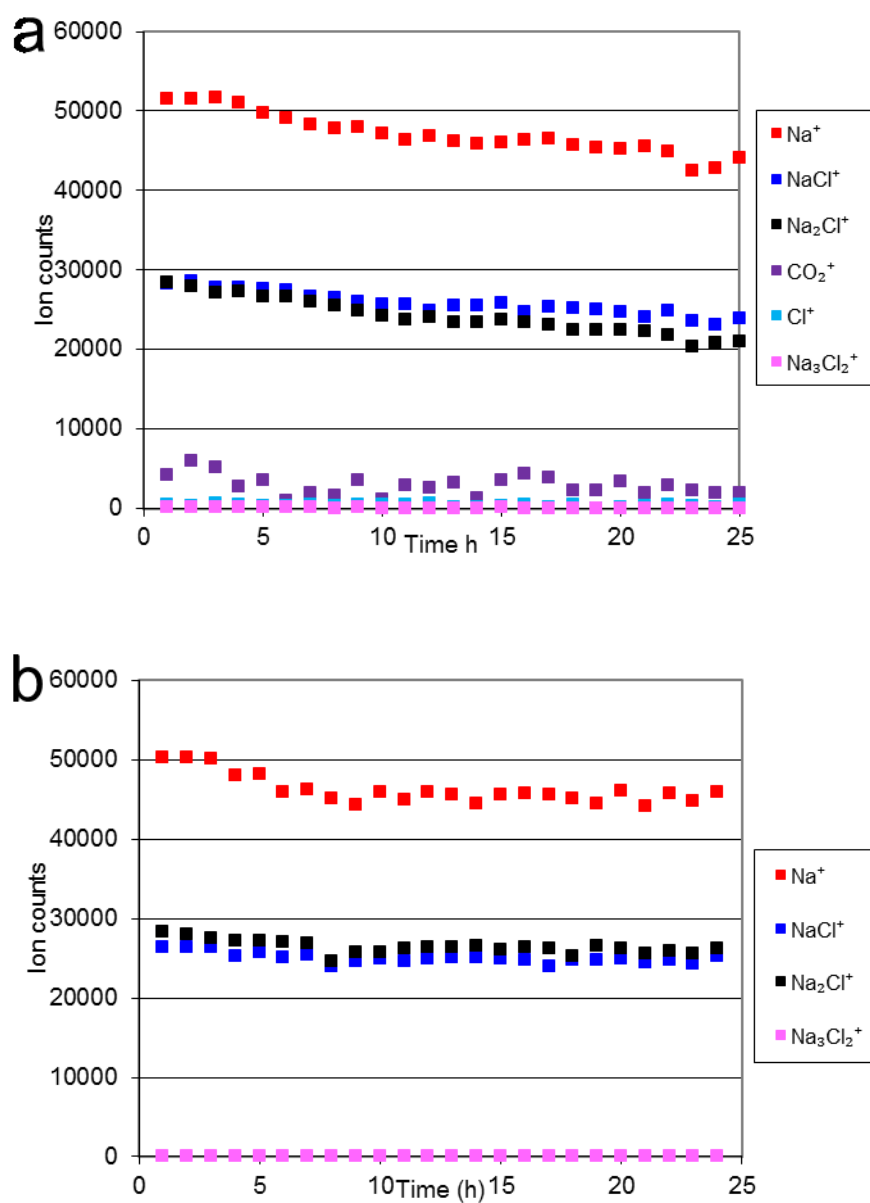 a
60000
50000
40000
30000
20000
10000
0
Ion counts
0 5 10 15 20 25
Time h
Na⁺
NaCl⁺
Na₂Cl⁺
CO₂⁺
Cl⁺
Na₃Cl₂⁺
b
60000
50000
40000
30000
20000
10000
0
Ion counts
0 5 10 15 20 25
Time (h)
Na⁺
NaCl⁺
Na₂Cl⁺
Na₃Cl₂⁺